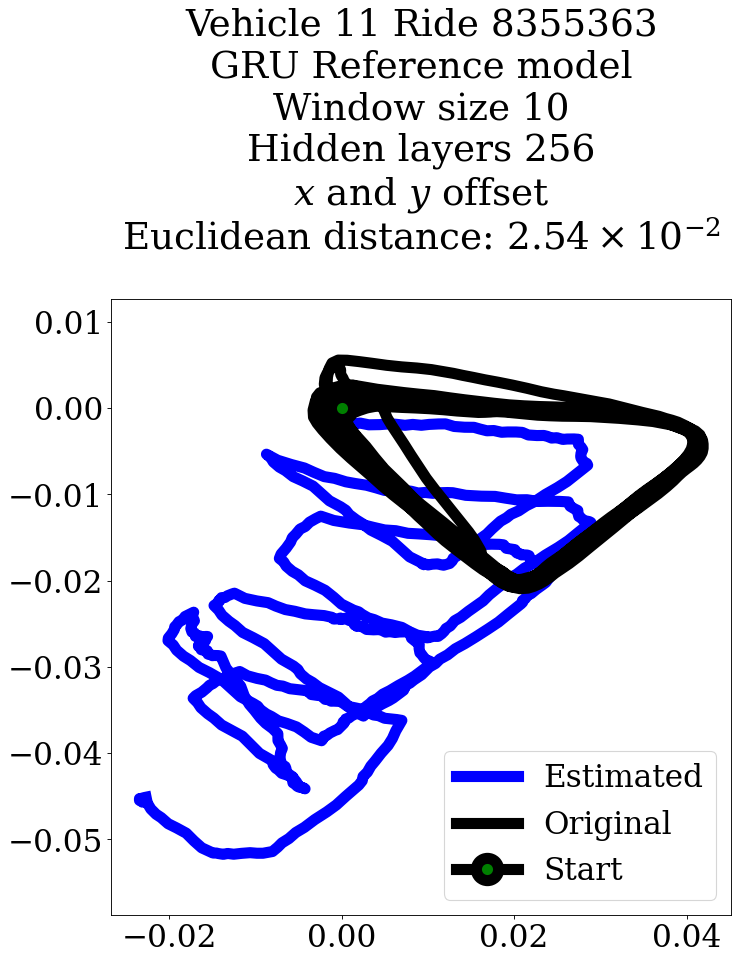 Vehicle 11 Ride 8355363
GRU Reference model
Window size 10
Hidden layers 256
x and y offset
Euclidean distance: 2.54 × 10⁻²
0.01
0.00
−0.01
−0.02
−0.03
−0.04
−0.05
Estimated
Original
Start
−0.02 0.00 0.02 0.04